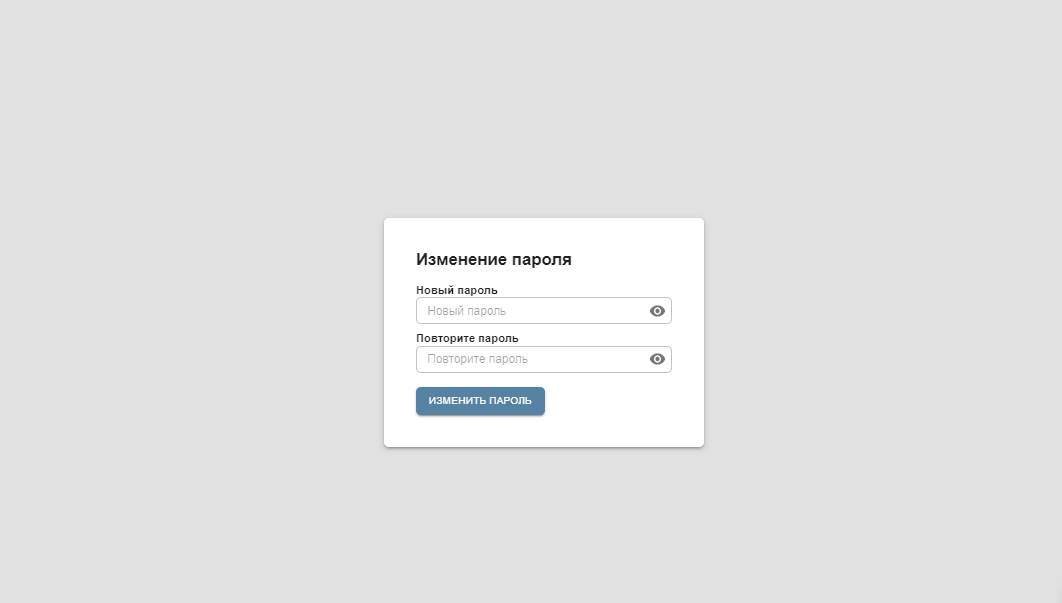 Изменение пароля
Новый пароль
Новый пароль
Повторите пароль
Повторите пароль
ИЗМЕНИТЬ ПАРОЛЬ